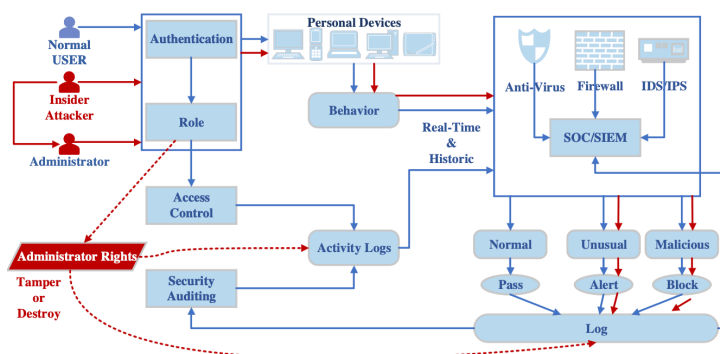 Personal Devices
Normal
USER
Authentication
Anti-Virus
Firewall
IDS/IPS
Insider
Attacker
Behavior
Role
Real-Time
&
Historic
SOC/SIEM
Administrator
Access
Control
Administrator Rights
Activity Logs
Normal
Unusual
Malicious
Tamper
or
Destroy
Security
Auditing
Pass
Alert
Block
Log